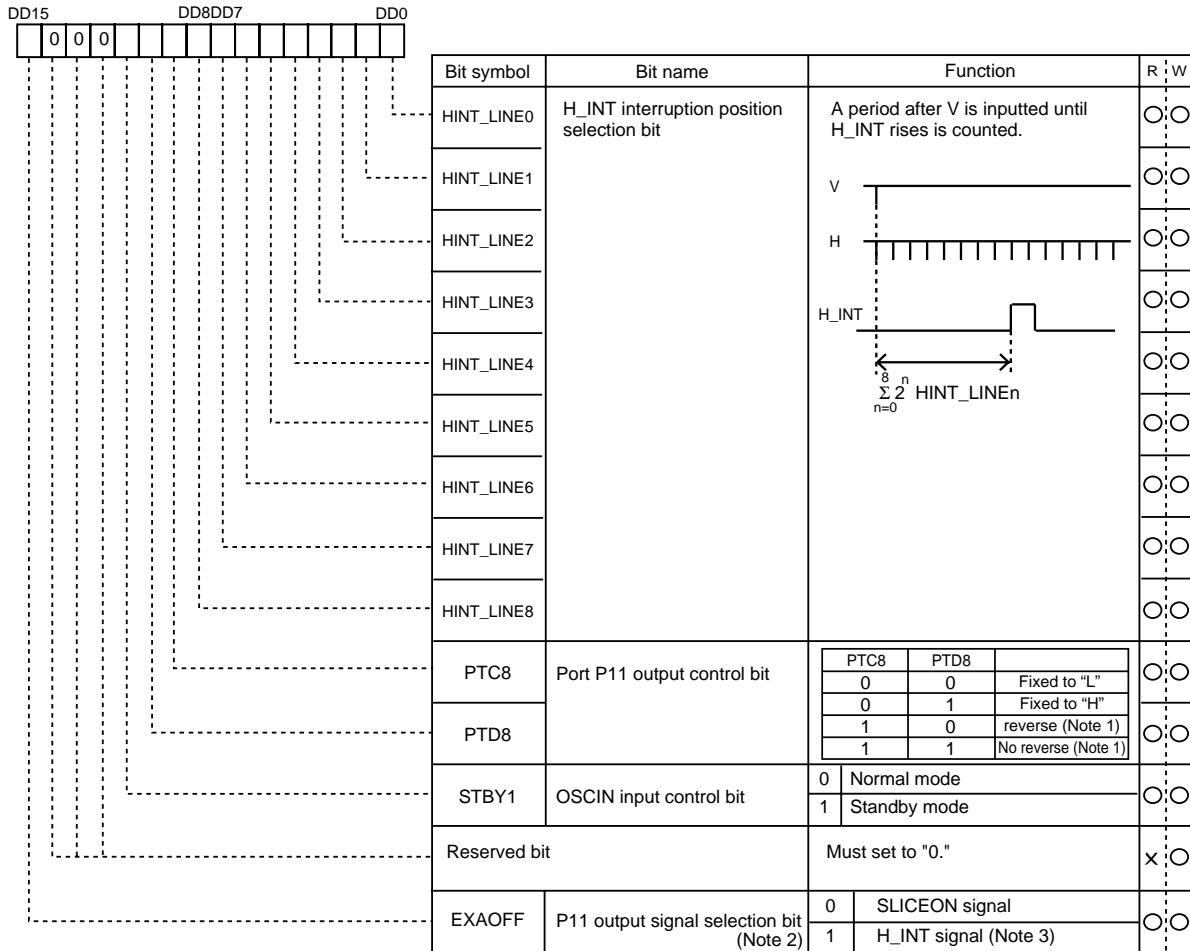 DD15 DD8DD7 DD0
0 0 0
Bit symbol Bit name Function R W
HINT_LINE0 H_INT interruption position selection bit A period after V is inputted until H_INT rises is counted.
HINT_LINE1
V
HINT_LINE2
H
HINT_LINE3
H_INT
HINT_LINE4
8
Σ 2^n HINT_LINEn
n=0
HINT_LINE5
HINT_LINE6
HINT_LINE7
HINT_LINE8
PTC8 Port P11 output control bit
PTC8 PTD8
0 0 Fixed to “L”
0 1 Fixed to “H”
1 0 reverse (Note 1)
1 1 No reverse (Note 1)
PTD8
STBY1 OSCIN input control bit
0 Normal mode
1 Standby mode
Reserved bit Must set to "0." x
EXAOFF P11 output signal selection bit (Note 2)
0 SLICEON signal
1 H_INT signal (Note 3)